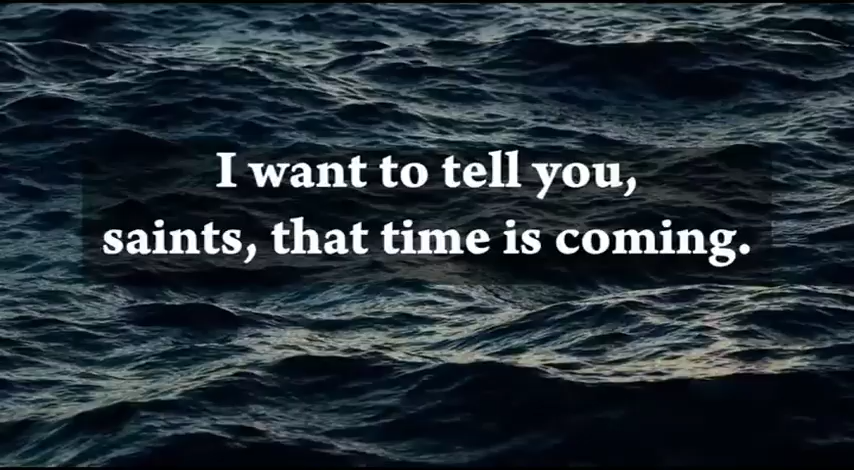 I want to tell you,
saints, that time is coming.